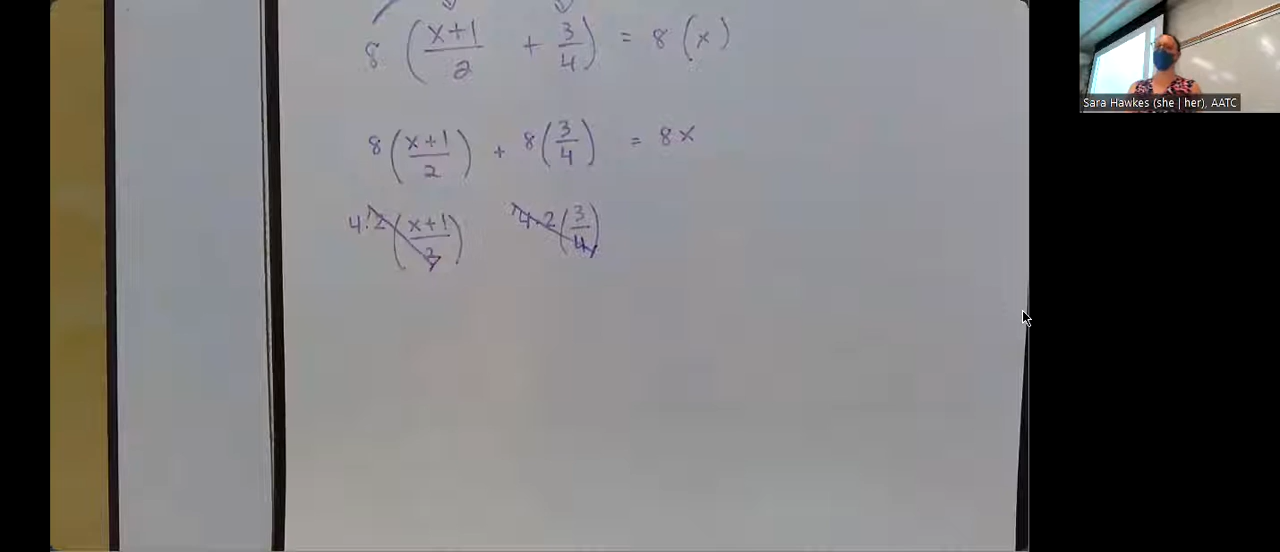 8 (x+1/2 + 3/4) = 8 (x)
8 (x+1/2) + 8 (3/4) = 8x
4·2 (x+1/2) 4·2 (3/4)
Sara Hawkes (she | her), AATC